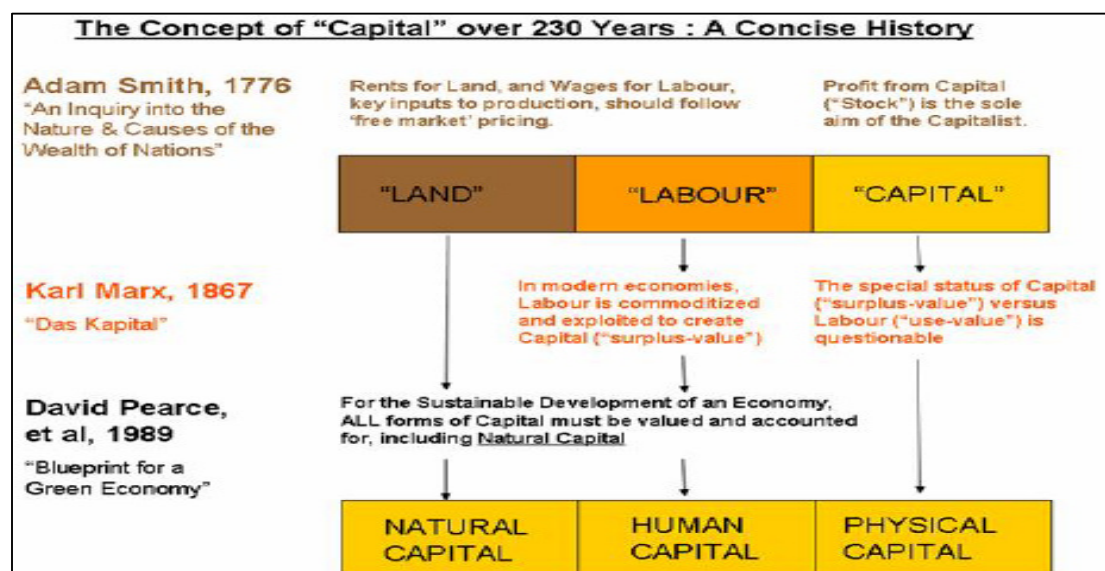 The Concept of “Capital” over 230 Years : A Concise History
Adam Smith, 1776
“An Inquiry into the
Nature & Causes of the
Wealth of Nations”
Rents for Land, and Wages for Labour,
key inputs to production, should follow
‘free market’ pricing.
Profit from Capital
(“Stock”) is the sole
aim of the Capitalist.
“LAND”
“LABOUR”
“CAPITAL”
Karl Marx, 1867
“Das Kapital”
In modern economies,
Labour is commoditized
and exploited to create
Capital (“surplus-value”)
The special status of Capital
(“surplus-value”) versus
Labour (“use-value”) is
questionable
David Pearce,
et al, 1989
“Blueprint for a
Green Economy”
For the Sustainable Development of an Economy,
ALL forms of Capital must be valued and accounted
for, including Natural Capital
NATURAL
CAPITAL
HUMAN
CAPITAL
PHYSICAL
CAPITAL